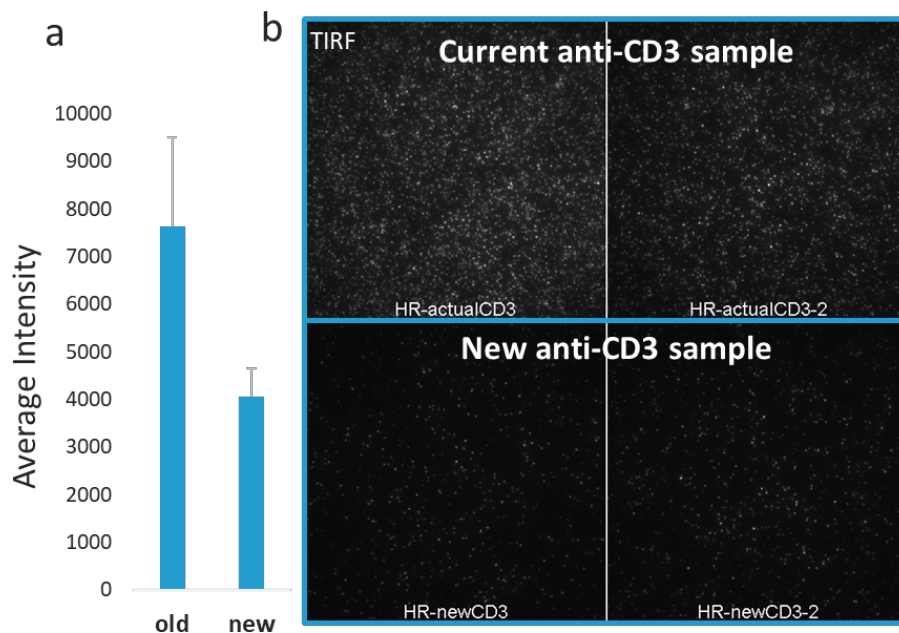 a
b
Average Intensity
10000
9000
8000
7000
6000
5000
4000
3000
2000
1000
0
old new
TIRF
Current anti-CD3 sample
HR-actualCD3
HR-actualCD3-2
New anti-CD3 sample
HR-newCD3
HR-newCD3-2